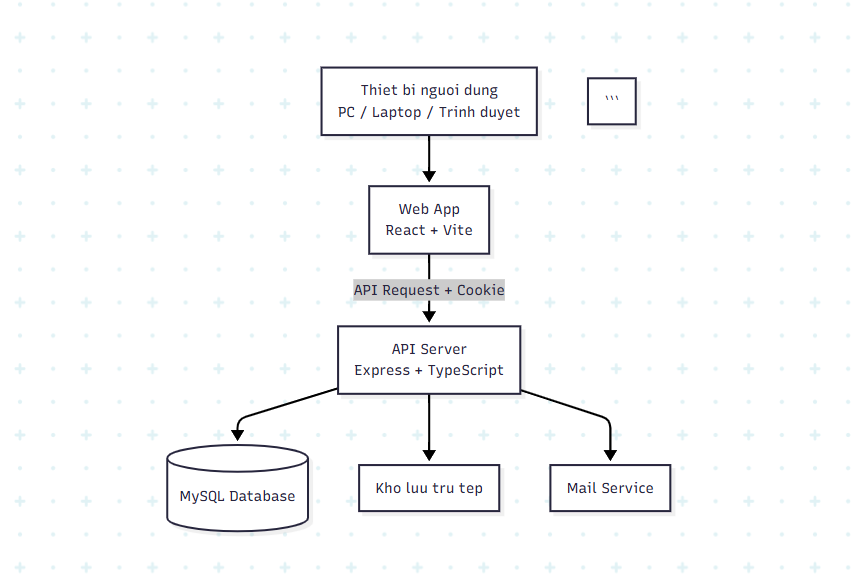 Thiet bi nguoi dung
PC / Laptop / Trinh duyet
```
Web App
React + Vite
API Request + Cookie
API Server
Express + TypeScript
MySQL Database
Kho luu tru tep
Mail Service